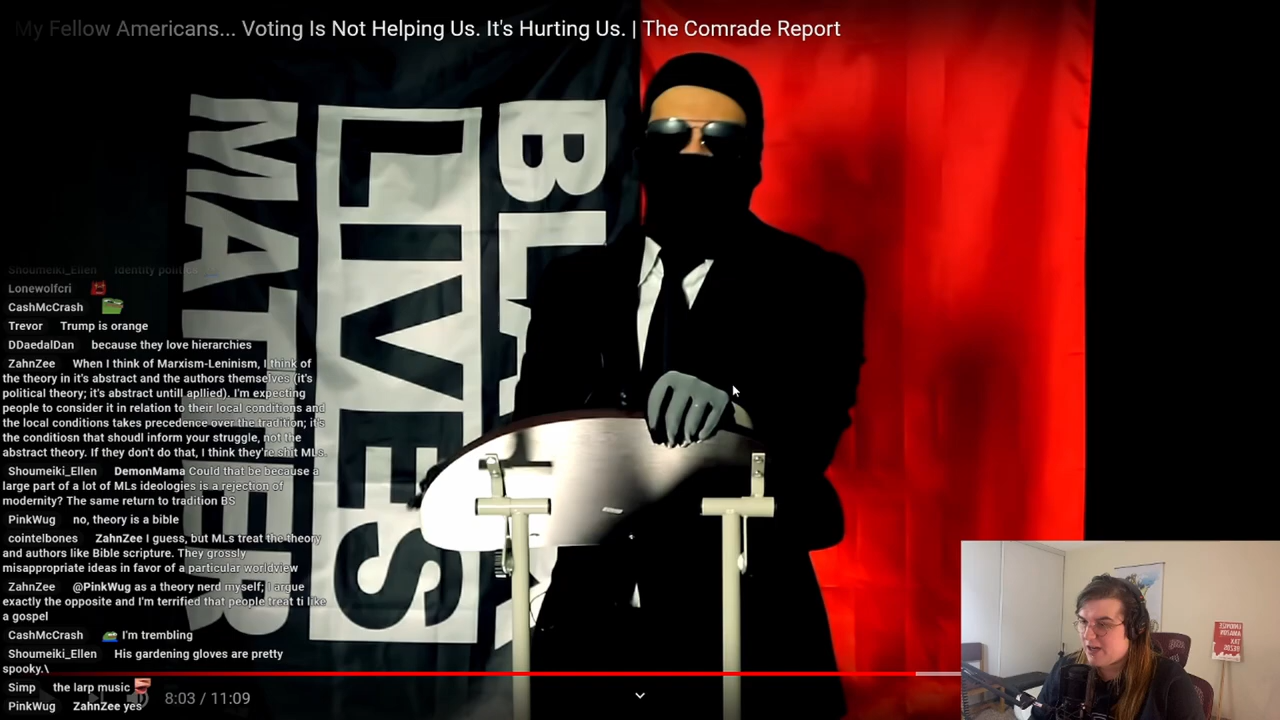 My Fellow Americans... Voting Is Not Helping Us. It's Hurting Us. | The Comrade Report
BLA
LIVES
MATTER
Shoumeiki_Ellen Identity politics
Lonewolfcri
CashMcCrash
Trevor Trump is orange
DDaedalDan because they love hierarchies
ZahnZee When I think of Marxism-Leninism, I think of
the theory in it's abstract and the authors themselves (it's
political theory; it's abstract untill apllied). I'm expecting
people to consider it in relation to their local conditions and
the local conditions takes precedence over the tradition; it's
the conditiosn that shoudl inform your struggle, not the
abstract theory. If they don't do that, I think they're shit MLs.
Shoumeiki_Ellen DemonMama Could that be because a
large part of a lot of MLs ideologies is a rejection of
modernity? The same return to tradition BS
PinkWug no, theory is a bible
cointelbones ZahnZee I guess, but MLs treat the theory
and authors like Bible scripture. They grossly
misappropriate ideas in favor of a particular worldview
ZahnZee @PinkWug as a theory nerd myself; I argue
exactly the opposite and I'm terrified that people treat ti like
a gospel
CashMcCrash I'm trembling
Shoumeiki_Ellen His gardening gloves are pretty
spooky.\
Simp the larp music
PinkWug ZahnZee yes
8:03 / 11:09